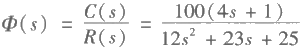 Φ(s) = C(s)/R(s) = 100(4s + 1)/12s² + 23s + 25